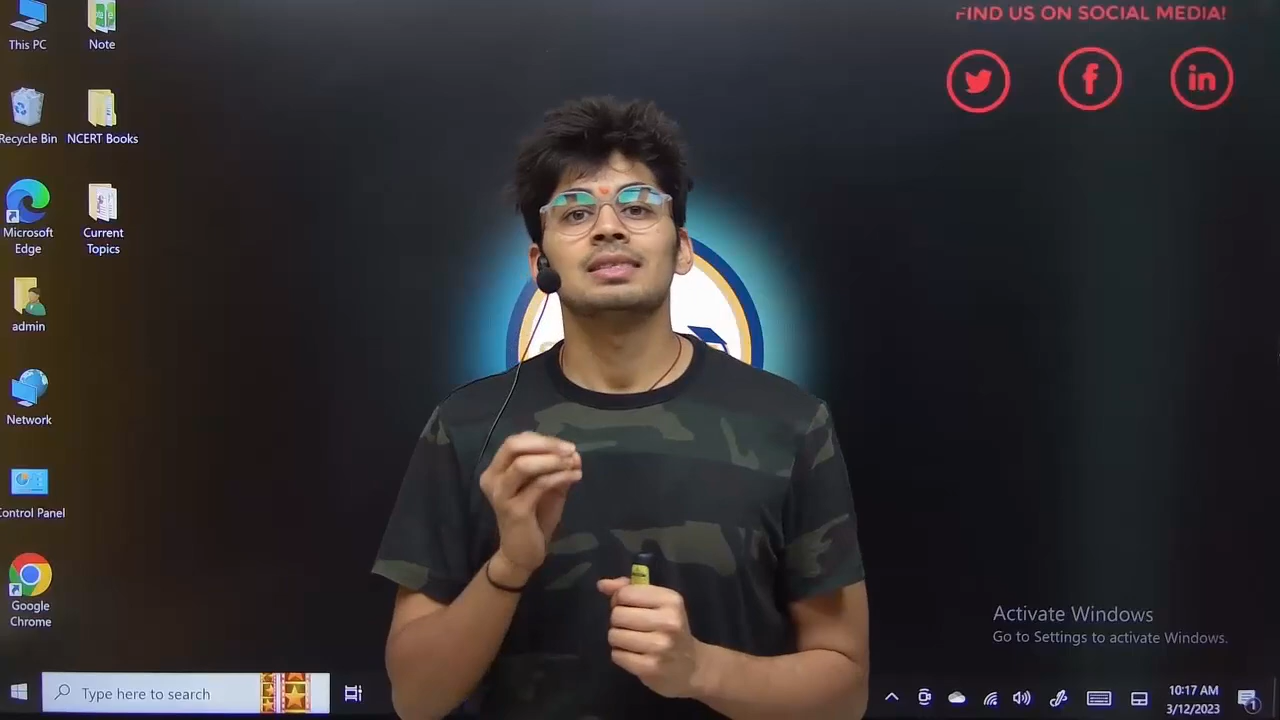 FIND US ON SOCIAL MEDIA!
This PC
Note
Recycle Bin
NCERT Books
Microsoft
Edge
Current
Topics
admin
Network
Control Panel
Google
Chrome
Activate Windows
Go to Settings to activate Windows.
Type here to search
10:17 AM
3/12/2023
1